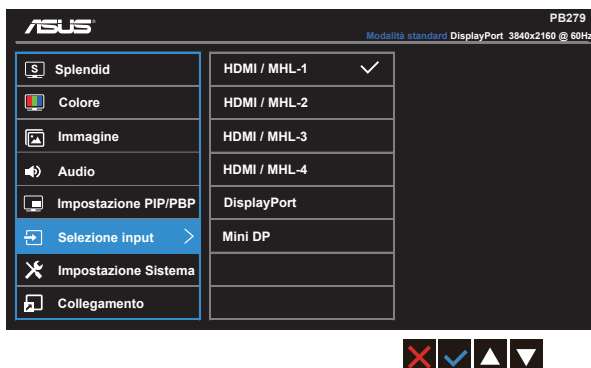 ASUS
PB279
Modalità standard DisplayPort 3840x2160 @ 60Hz
S Splendid
Colore
Immagine
Audio
Impostazione PIP/PBP
Selezione input
Impostazione Sistema
Collegamento
HDMI / MHL-1
HDMI / MHL-2
HDMI / MHL-3
HDMI / MHL-4
DisplayPort
Mini DP